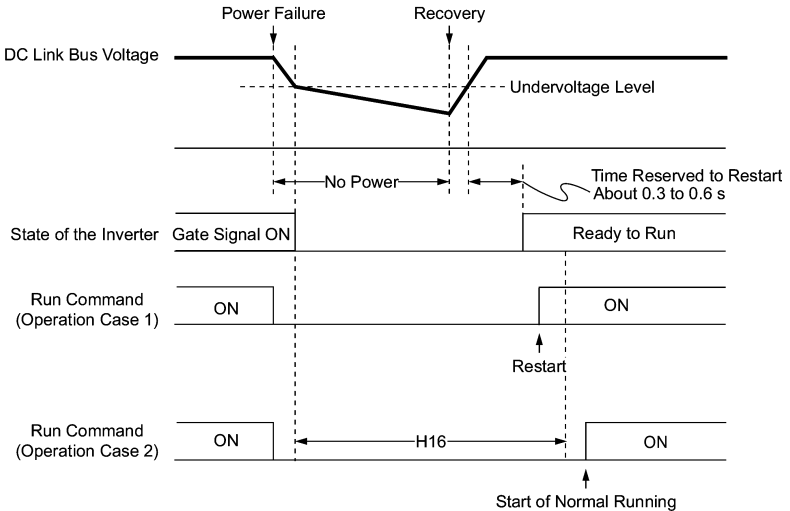 Power Failure
Recovery
DC Link Bus Voltage
Undervoltage Level
No Power
Time Reserved to Restart
About 0.3 to 0.6 s
State of the Inverter
Gate Signal ON
Ready to Run
Run Command
(Operation Case 1)
ON
ON
Restart
Run Command
(Operation Case 2)
ON
H16
ON
Start of Normal Running